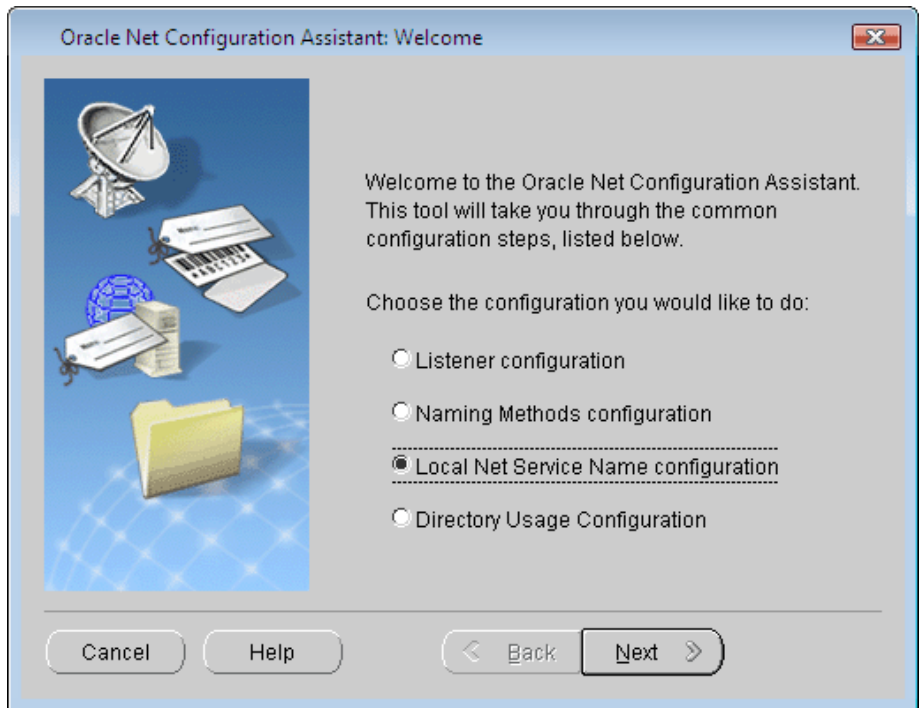 Oracle Net Configuration Assistant: Welcome
Welcome to the Oracle Net Configuration Assistant.
This tool will take you through the common
configuration steps, listed below.
Choose the configuration you would like to do:
Listener configuration
Naming Methods configuration
Local Net Service Name configuration
Directory Usage Configuration
Cancel
Help
Back
Next